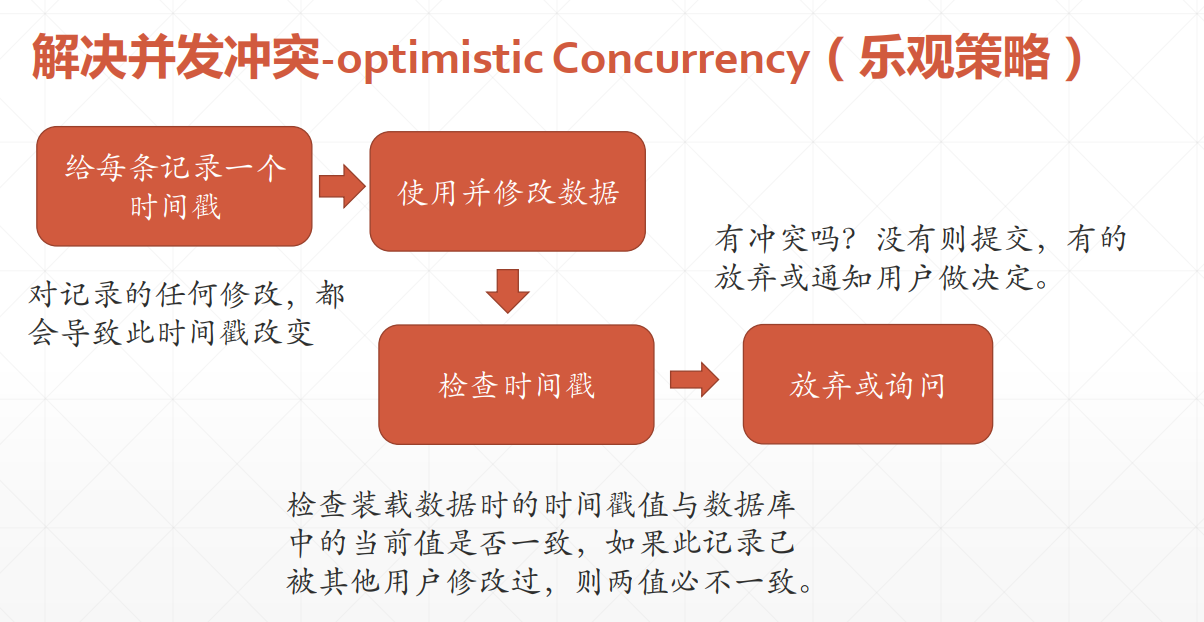 解决并发冲突-optimistic Concurrency（乐观策略）
给每条记录一个
时间戳
使用并修改数据
对记录的任何修改，都
会导致此时间戳改变
有冲突吗？没有则提交，有的
放弃或通知用户做决定。
检查时间戳
放弃或询问
检查装载数据时的时间戳值与数据库
中的当前值是否一致，如果此记录已
被其他用户修改过，则两值必不一致。